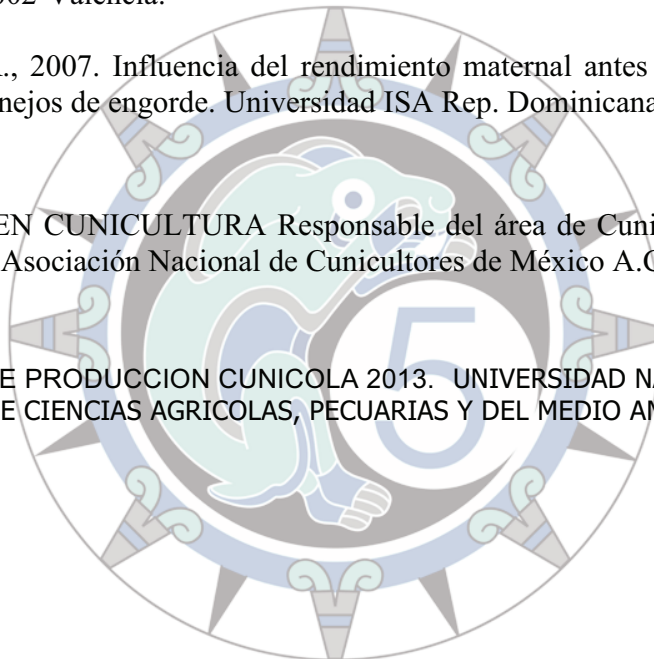 002 Valencia.
., 2007. Influencia del rendimiento maternal antes
nejos de engorde. Universidad ISA Rep. Dominicana
EN CUNICULTURA Responsable del área de Cuni
Asociación Nacional de Cunicultores de México A.C
E PRODUCCION CUNICOLA 2013. UNIVERSIDAD NA
E CIENCIAS AGRICOLAS, PECUARIAS Y DEL MEDIO AM
5